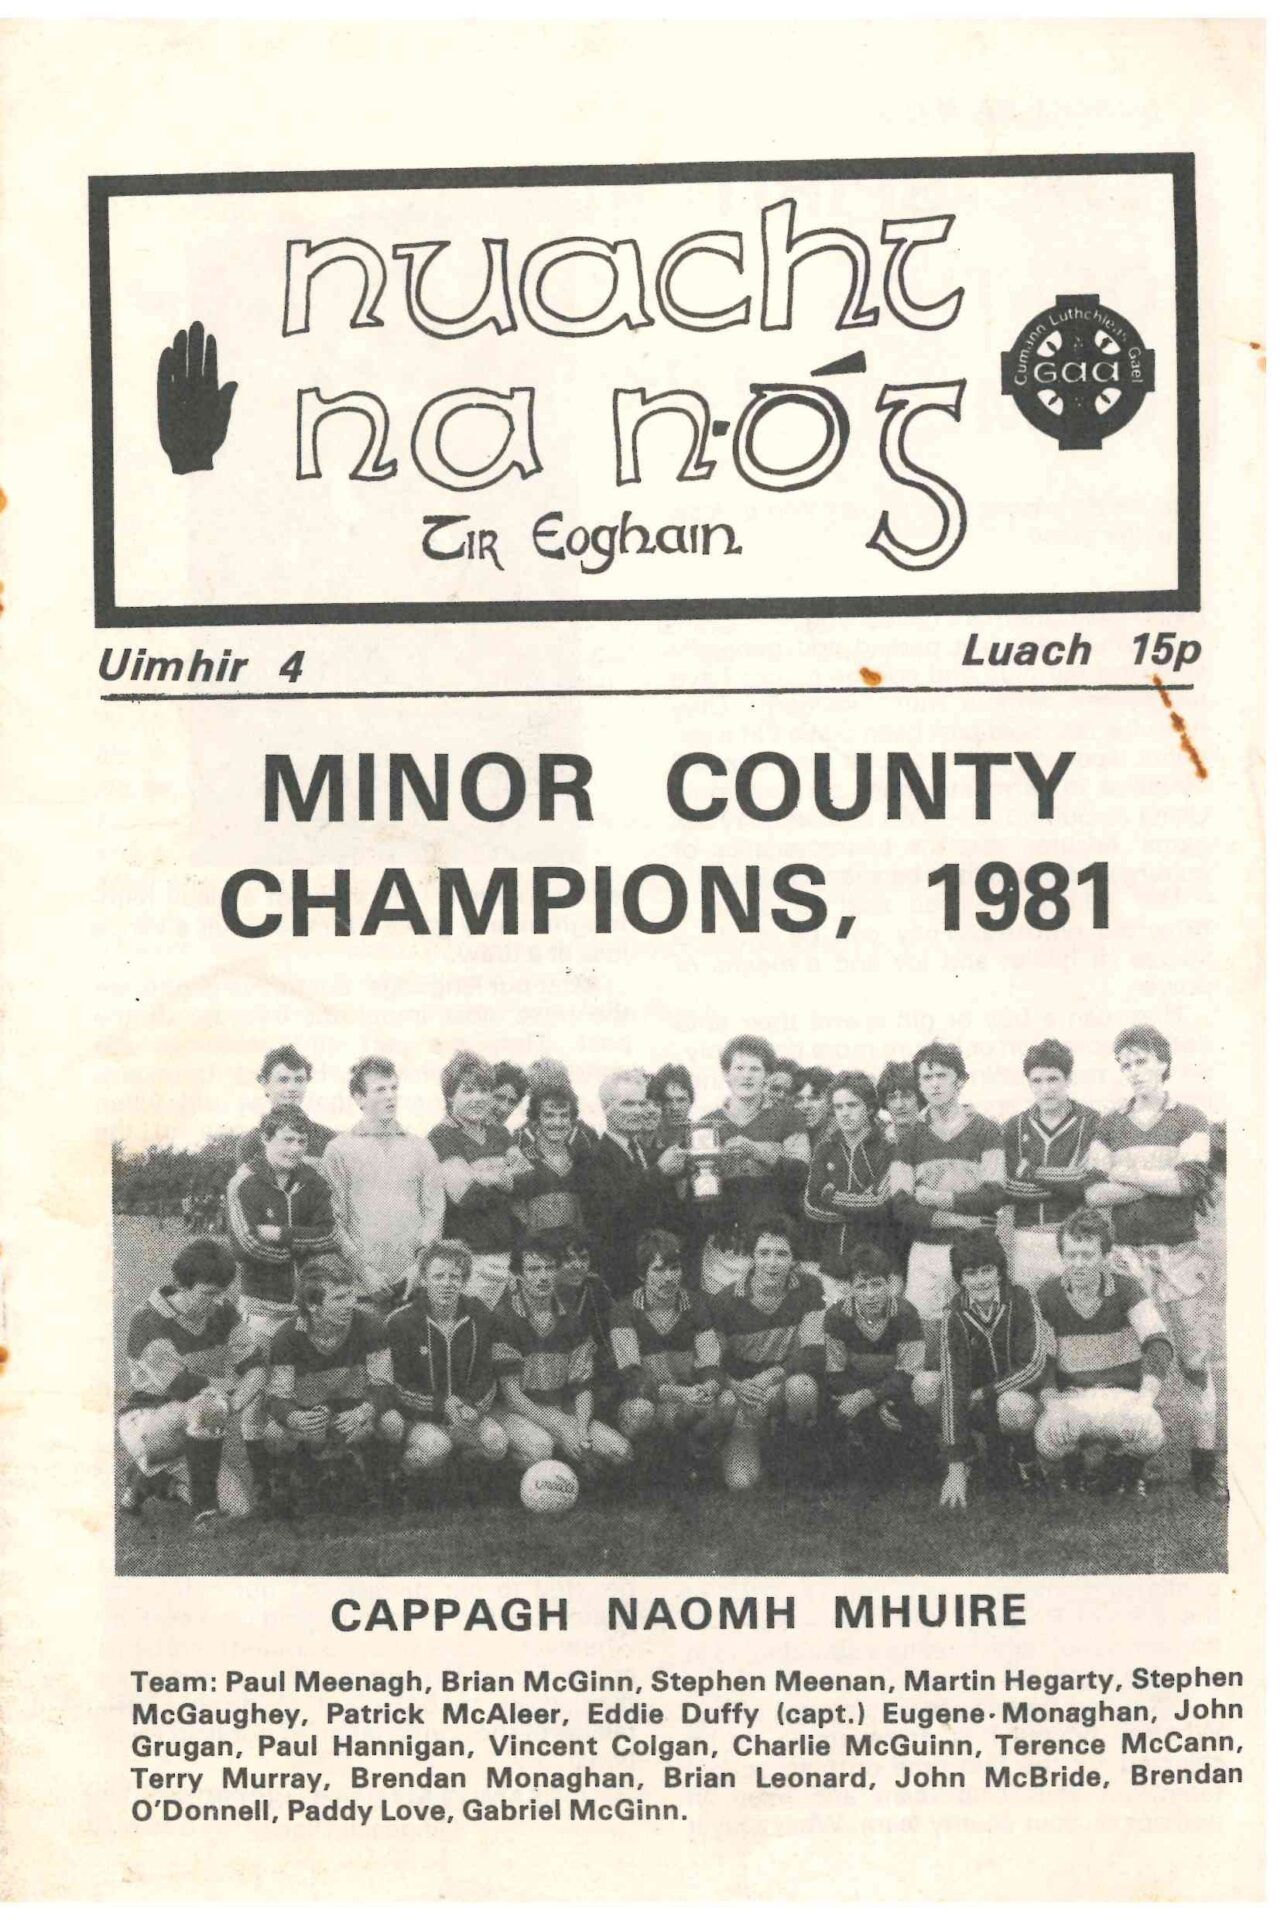 nuacht
na n-óg
Tir Eoghain
Cumann Luthchleas Gael
GAA
Uimhir 4
Luach 15p
MINOR COUNTY
CHAMPIONS, 1981
CAPPAGH NAOMH MHUIRE
Team: Paul Meenagh, Brian McGinn, Stephen Meenan, Martin Hegarty, Stephen
McGaughey, Patrick McAleer, Eddie Duffy (capt.) Eugene Monaghan, John
Grugan, Paul Hannigan, Vincent Colgan, Charlie McGuinn, Terence McCann,
Terry Murray, Brendan Monaghan, Brian Leonard, John McBride, Brendan
O'Donnell, Paddy Love, Gabriel McGinn.